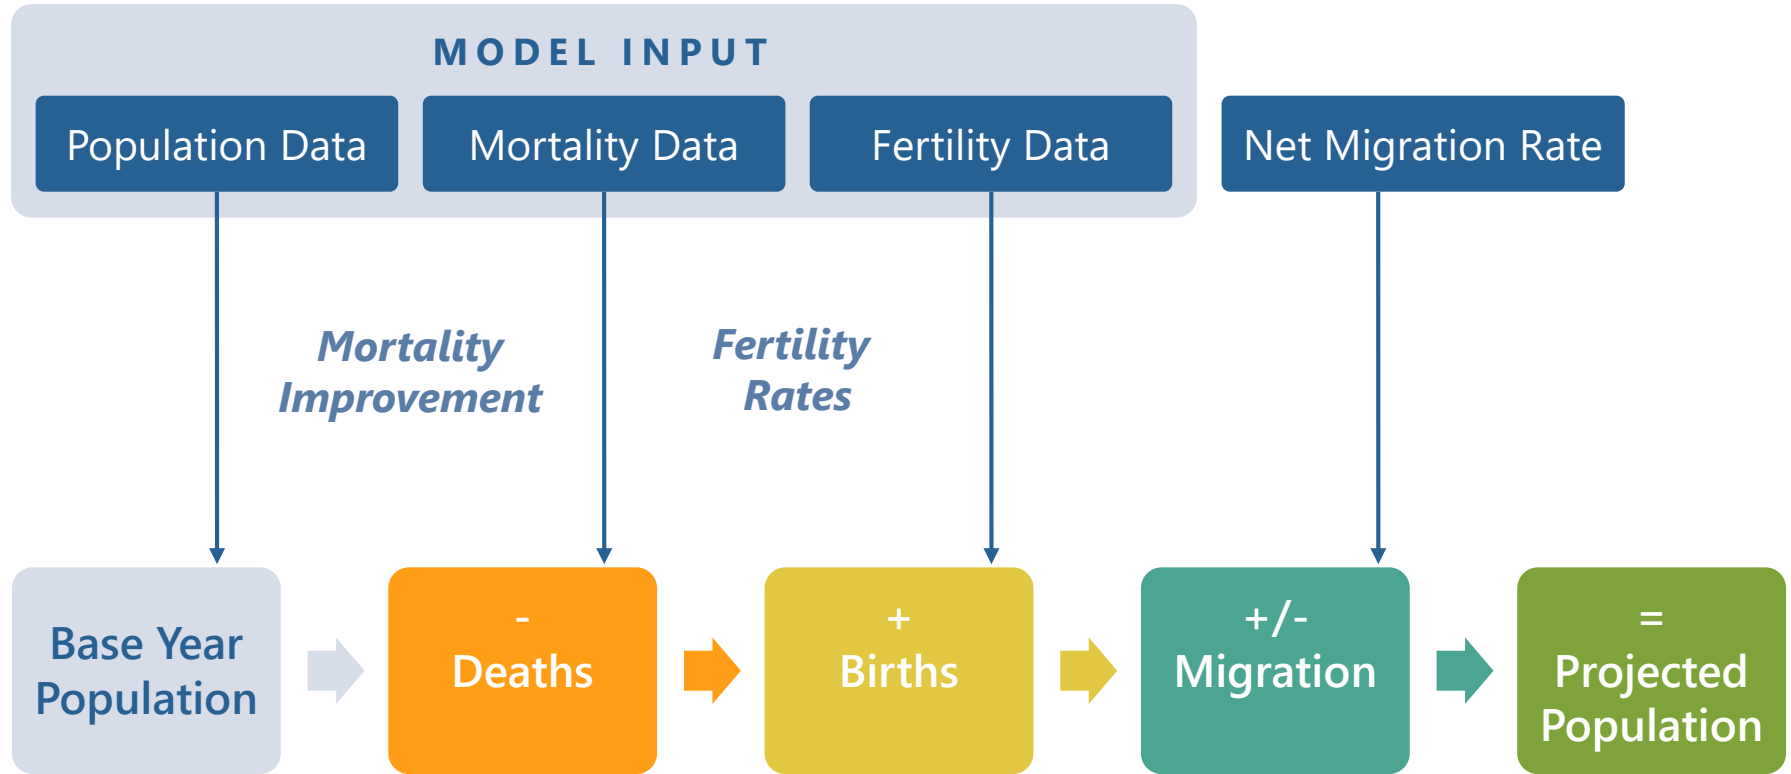 MODEL INPUT
Population Data
Mortality Data
Fertility Data
Net Migration Rate
Mortality
Improvement
Fertility
Rates
Base Year
Population
-
Deaths
+
Births
+/-
Migration
=
Projected
Population